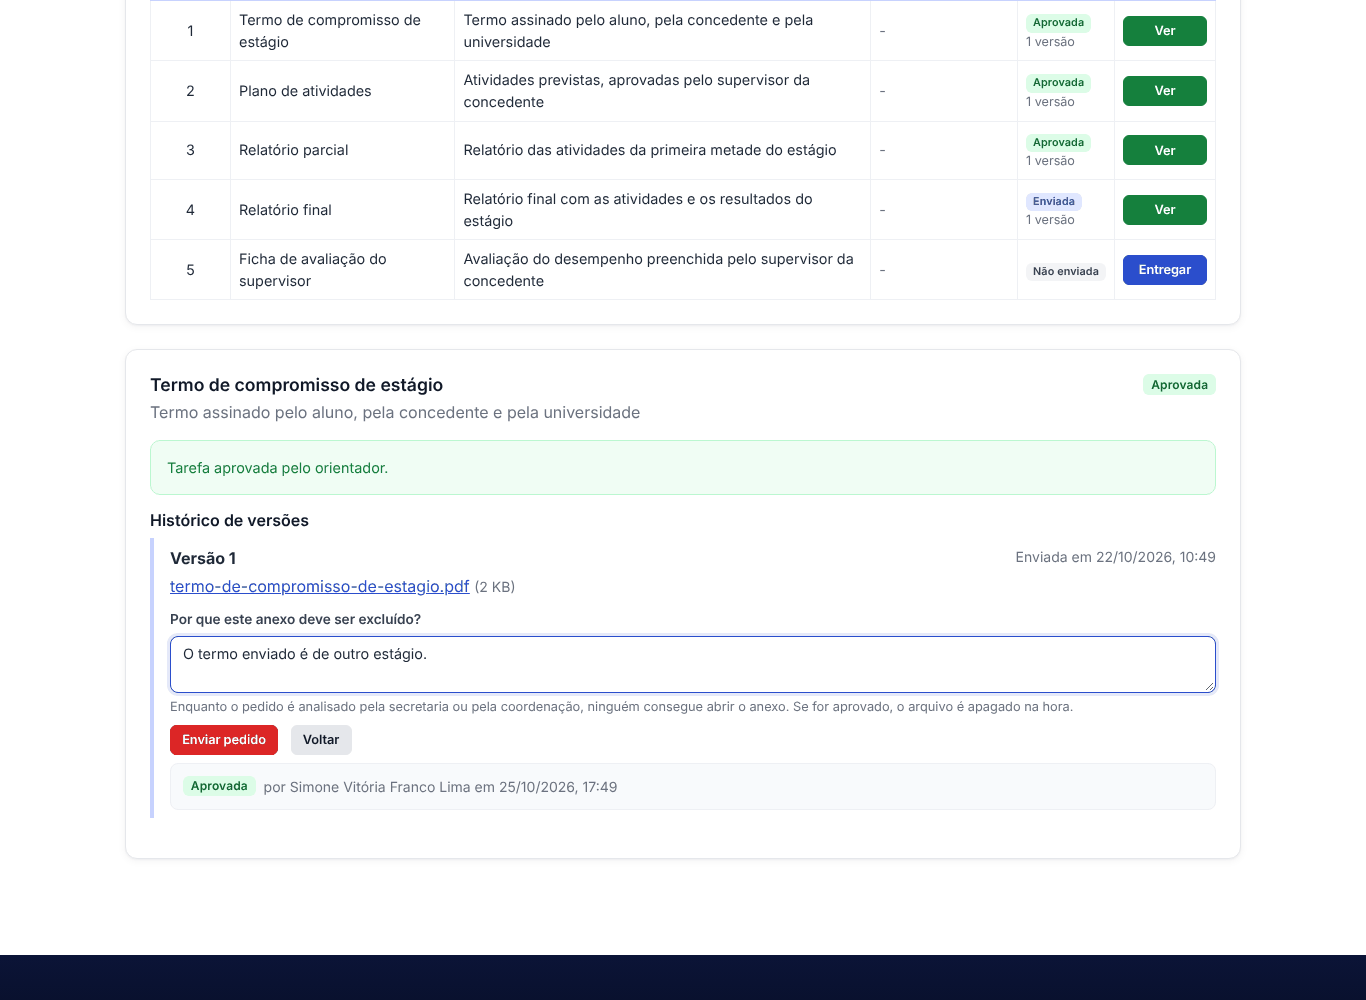 1
Termo de compromisso de
estágio
Termo assinado pelo aluno, pela concedente e pela
universidade
-
Aprovada
1 versão
Ver
2
Plano de atividades
Atividades previstas, aprovadas pelo supervisor da
concedente
-
Aprovada
1 versão
Ver
3
Relatório parcial
Relatório das atividades da primeira metade do estágio
-
Aprovada
1 versão
Ver
4
Relatório final
Relatório final com as atividades e os resultados do
estágio
-
Enviada
1 versão
Ver
5
Ficha de avaliação do
supervisor
Avaliação do desempenho preenchida pelo supervisor da
concedente
-
Não enviada
Entregar
Termo de compromisso de estágio
Aprovada
Termo assinado pelo aluno, pela concedente e pela universidade
Tarefa aprovada pelo orientador.
Histórico de versões
Versão 1
Enviada em 22/10/2026, 10:49
termo-de-compromisso-de-estagio.pdf (2 KB)
Por que este anexo deve ser excluído?
O termo enviado é de outro estágio.
Enquanto o pedido é analisado pela secretaria ou pela coordenação, ninguém consegue abrir o anexo. Se for aprovado, o arquivo é apagado na hora.
Enviar pedido
Voltar
Aprovada por Simone Vitória Franco Lima em 25/10/2026, 17:49